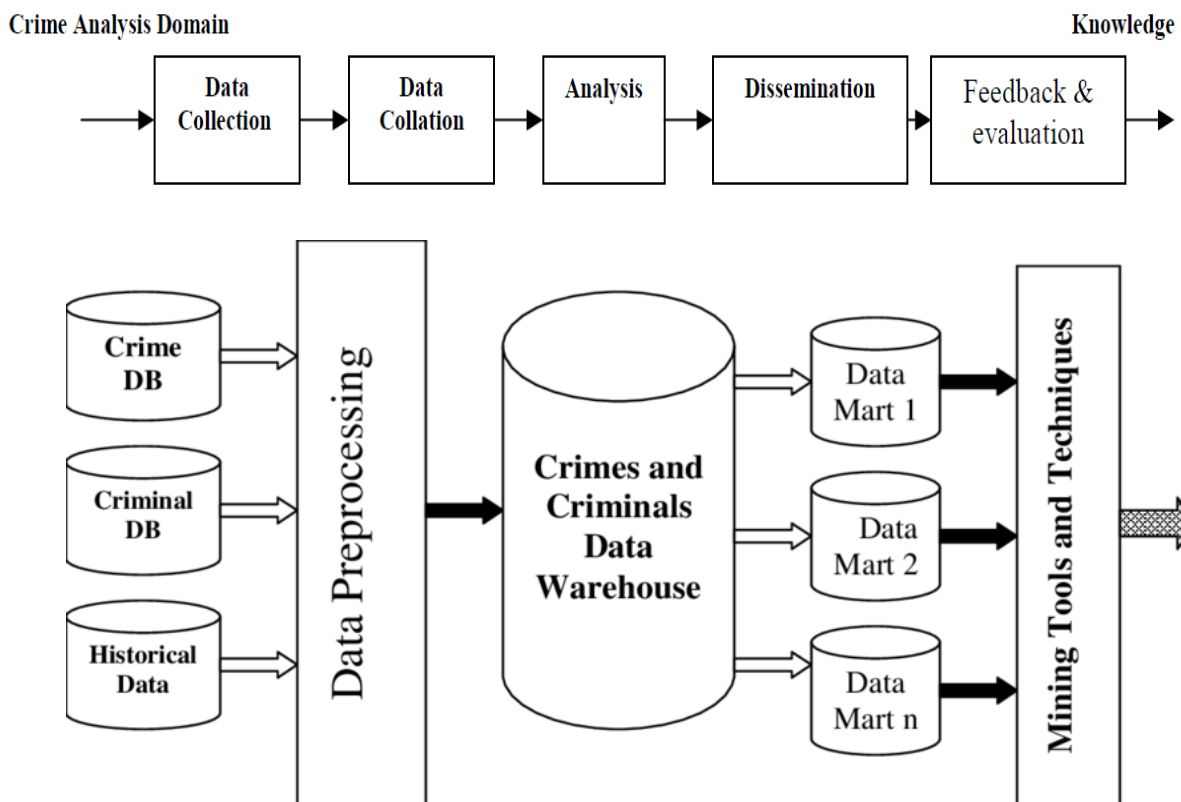 Crime Analysis Domain
Knowledge
Data
Collection
Data
Collation
Analysis
Dissemination
Feedback &
evaluation
Crime
DB
Criminal
DB
Historical
Data
Data Preprocessing
Crimes and
Criminals
Data
Warehouse
Data
Mart 1
Data
Mart 2
Data
Mart n
Mining Tools and Techniques